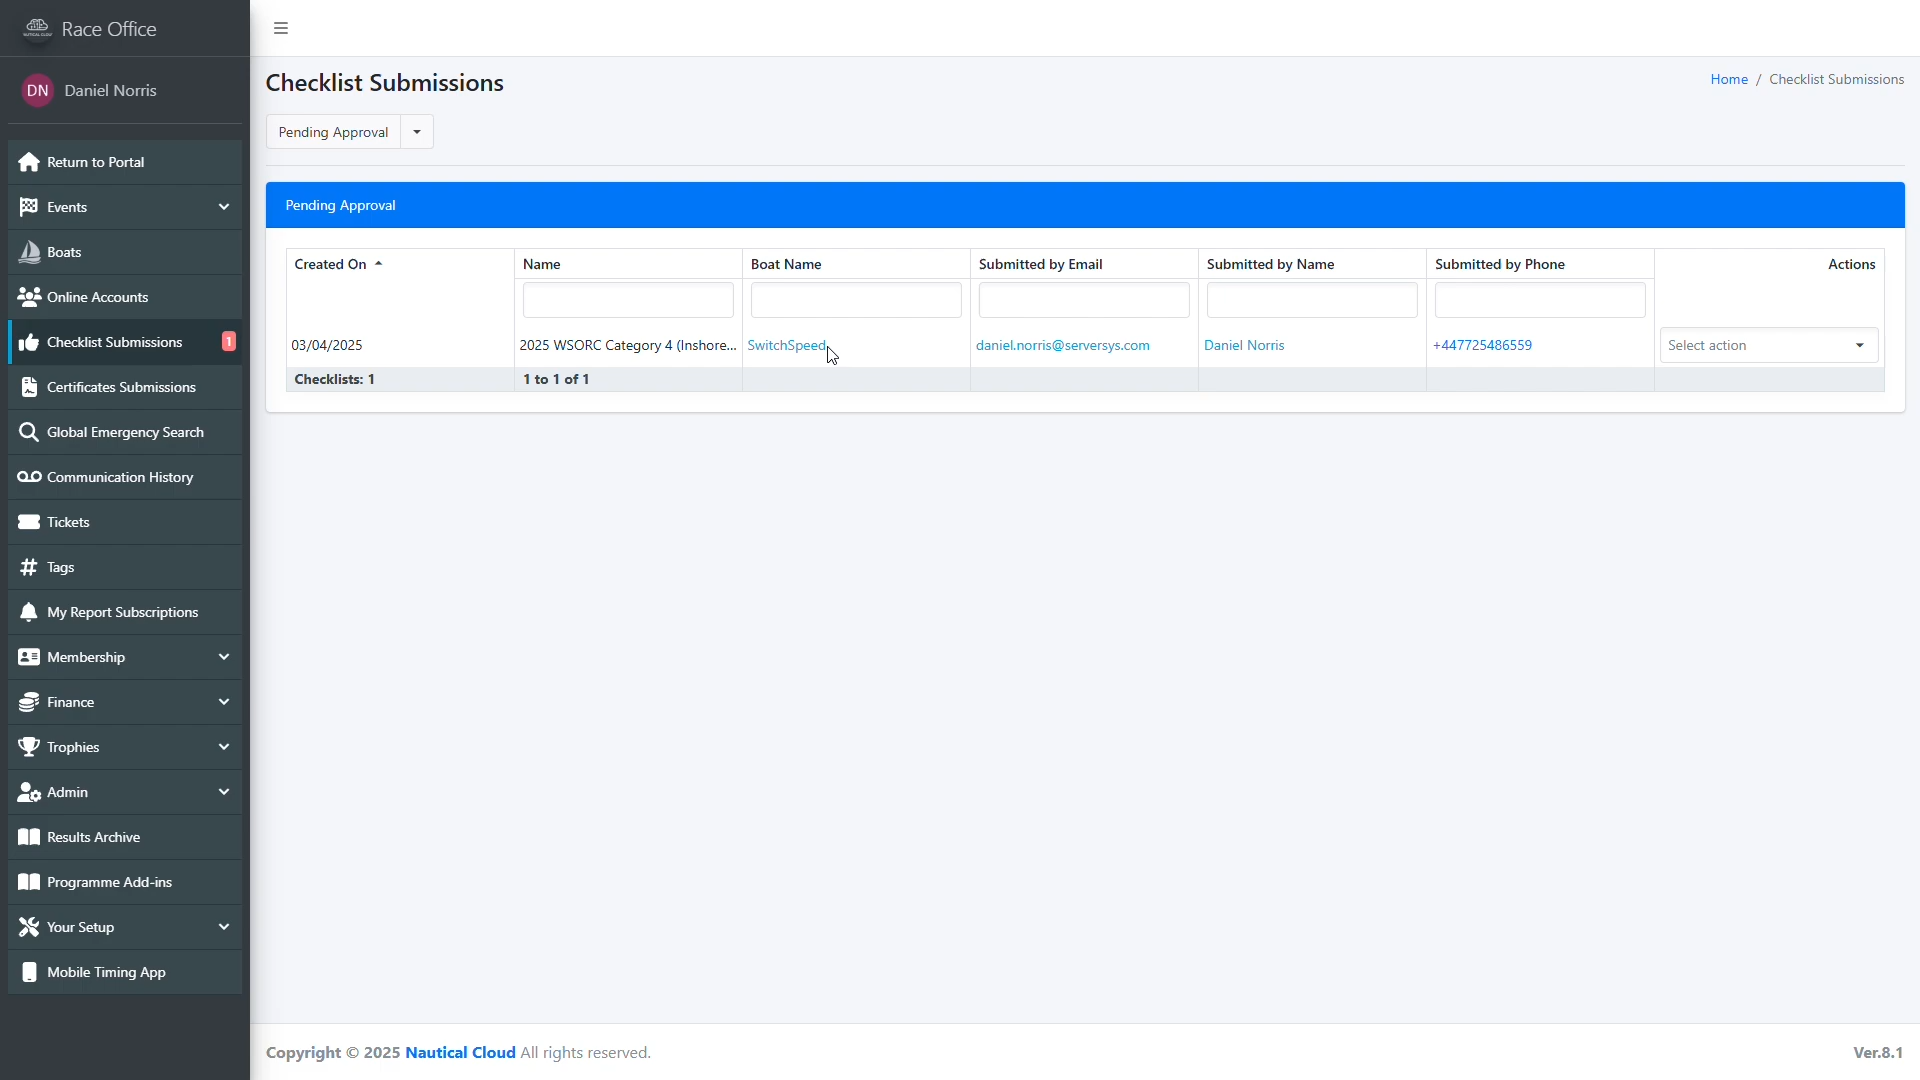 Race Office
DN Daniel Norris
Return to Portal
Events
Boats
Online Accounts
Checklist Submissions 1
Certificates Submissions
Global Emergency Search
Communication History
Tickets
Tags
My Report Subscriptions
Membership
Finance
Trophies
Admin
Results Archive
Programme Add-ins
Your Setup
Mobile Timing App
Checklist Submissions
Home / Checklist Submissions
Pending Approval
Pending Approval
Created On Name Boat Name Submitted by Email Submitted by Name Submitted by Phone Actions
03/04/2025 2025 WSORC Category 4 (Inshore... SwitchSpeed daniel.norris@serversys.com Daniel Norris +447725486559 Select action
Checklists: 1 1 to 1 of 1
Copyright © 2025 Nautical Cloud All rights reserved.
Ver.8.1